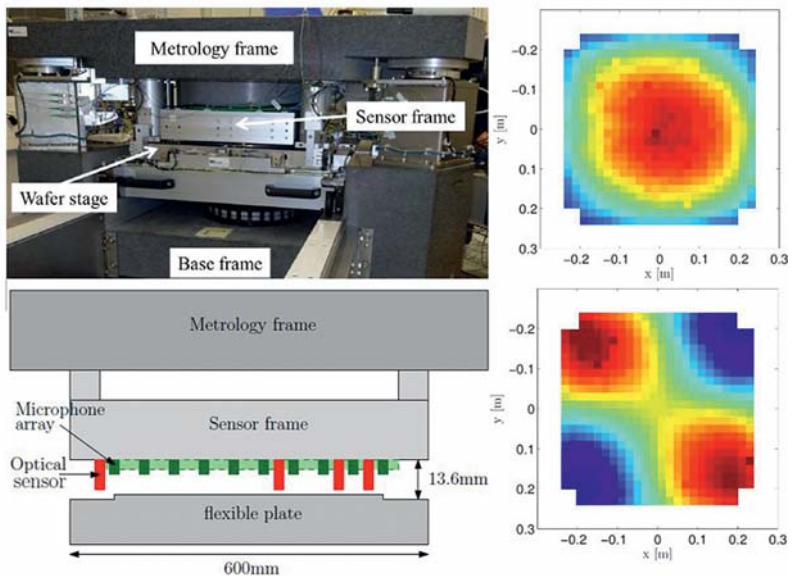 Metrology frame
Sensor frame
Wafer stage
Base frame
−0.2
−0.1
0
0.1
0.2
0.3
y [m]
−0.2 −0.1 0 0.1 0.2 0.3
x [m]
Metrology frame
Microphone
array
Sensor frame
Optical
sensor
13.6mm
flexible plate
600mm
−0.2
−0.1
0
0.1
0.2
0.3
y [m]
−0.2 −0.1 0 0.1 0.2 0.3
x [m]